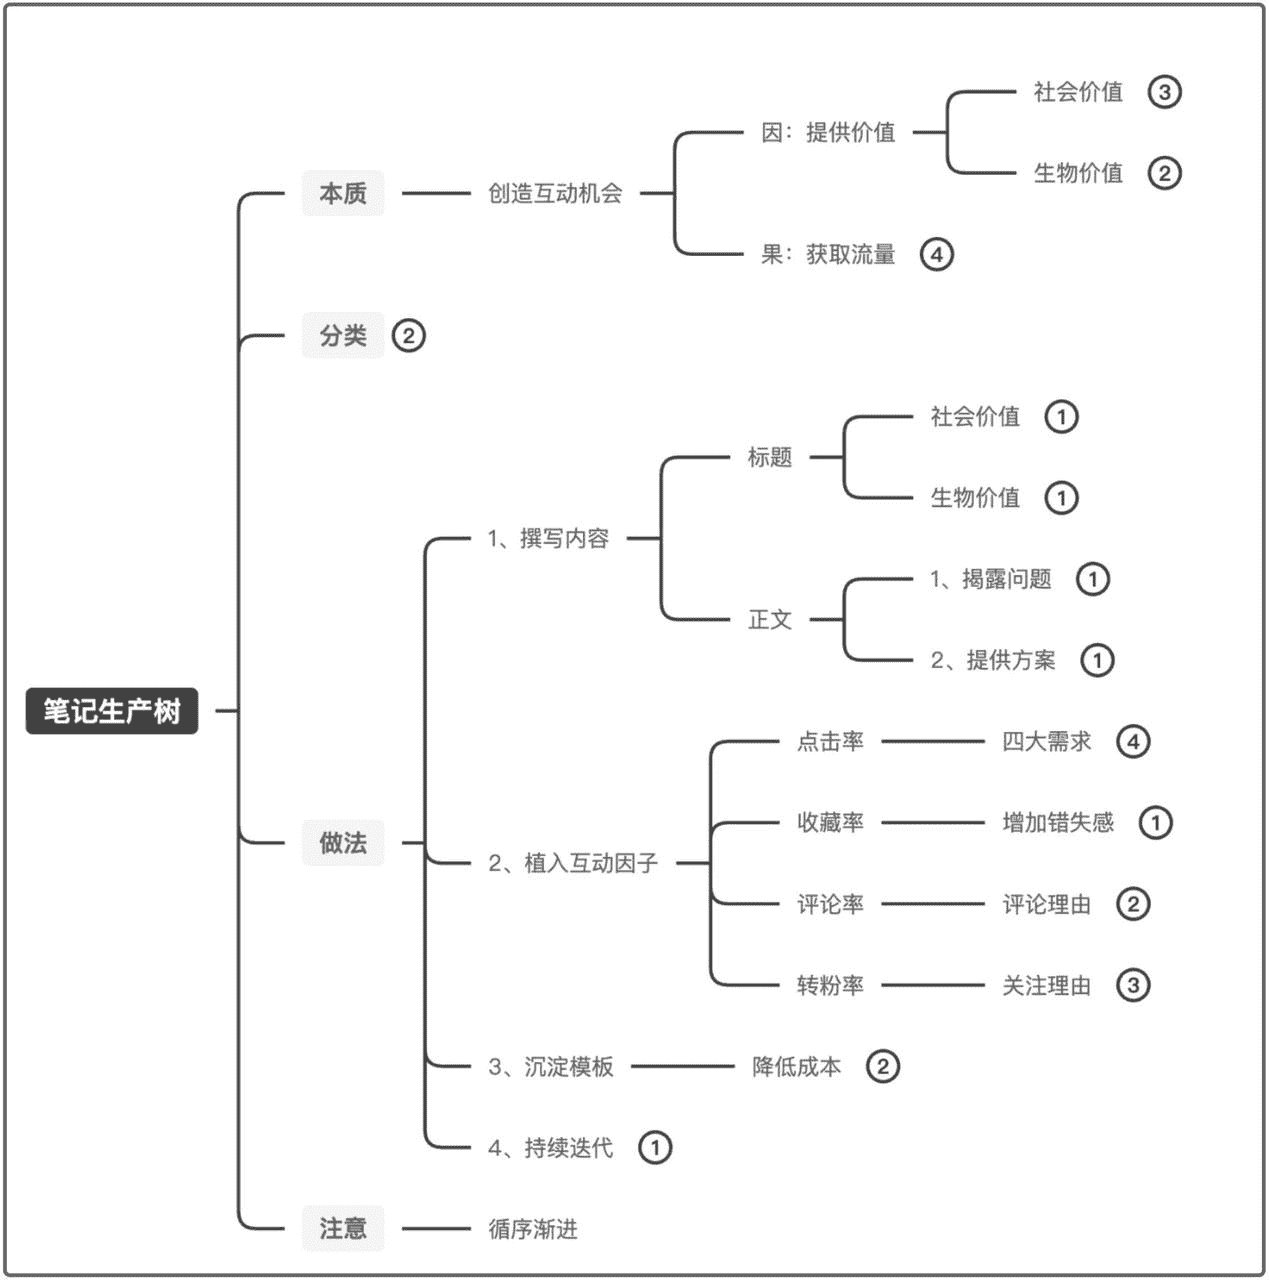 笔记生产树
本质
创造互动机会
因：提供价值
社会价值 ③
生物价值 ②
果：获取流量 ④
分类 ②
做法
1、撰写内容
标题
社会价值 ①
生物价值 ①
正文
1、揭露问题 ①
2、提供方案 ①
2、植入互动因子
点击率
四大需求 ④
收藏率
增加错失感 ①
评论率
评论理由 ②
转粉率
关注理由 ③
3、沉淀模板
降低成本 ②
4、持续迭代 ①
注意
循序渐进